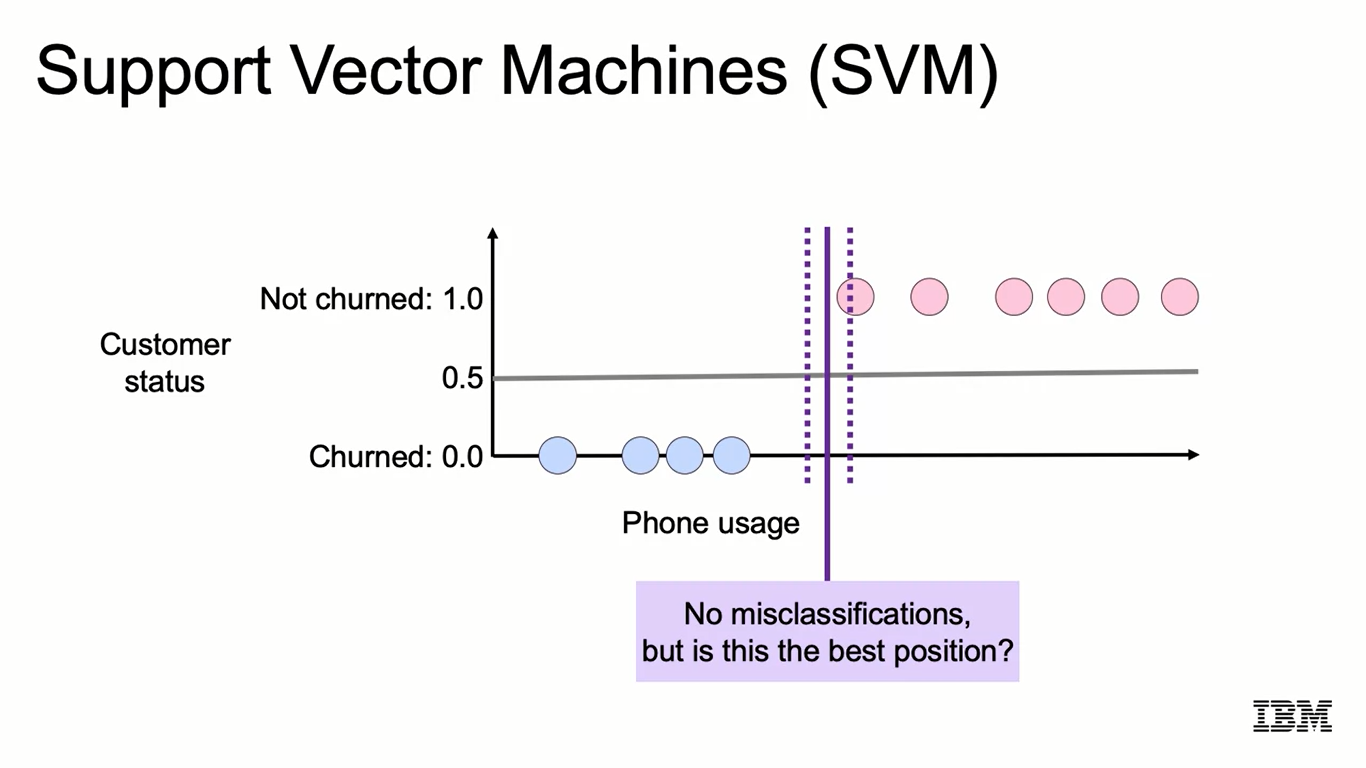 Support Vector Machines (SVM)
Not churned: 1.0
Customer
status
0.5
Churned: 0.0
Phone usage
No misclassifications,
but is this the best position?
IBM